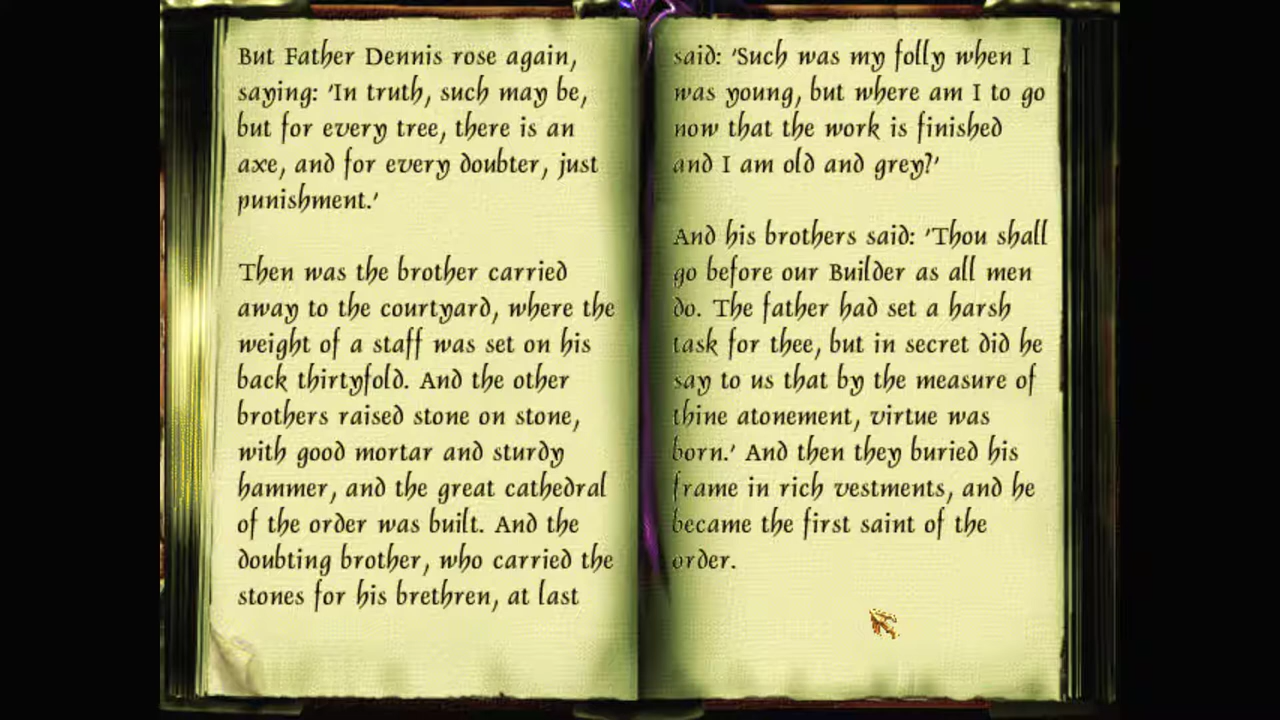 But Father Dennis rose again,
saying: 'In truth, such may be,
but for every tree, there is an
axe, and for every doubter, just
punishment.'
Then was the brother carried
away to the courtyard, where the
weight of a staff was set on his
back thirtyfold. And the other
brothers raised stone on stone,
with good mortar and sturdy
hammer, and the great cathedral
of the order was built. And the
doubting brother, who carried the
stones for his brethren, at last
said: 'Such was my folly when I
was young, but where am I to go
now that the work is finished
and I am old and grey?'
And his brothers said: 'Thou shall
go before our Builder as all men
do. The father had set a harsh
task for thee, but in secret did he
say to us that by the measure of
thine atonement, virtue was
born.' And then they buried his
frame in rich vestments, and he
became the first saint of the
order.